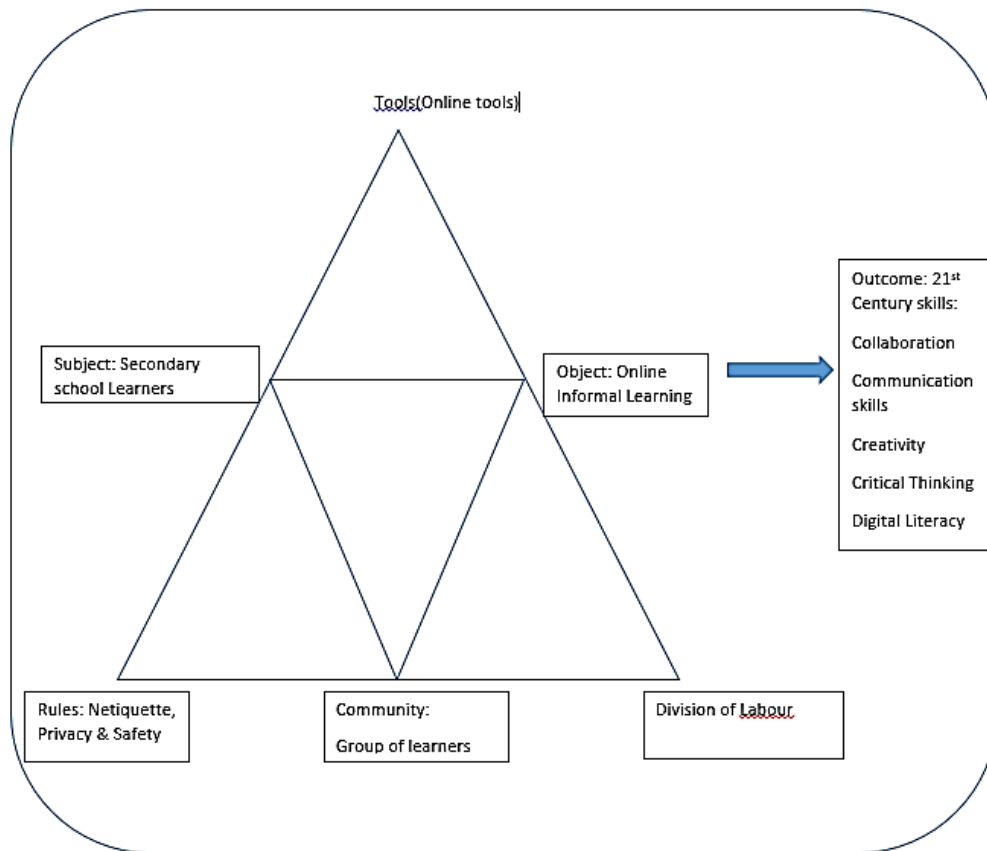 Tools(Online tools)
Subject: Secondary
school Learners
Object: Online
Informal Learning
Outcome: 21st
Century skills:
Collaboration
Communication
skills
Creativity
Critical Thinking
Digital Literacy
Rules: Netiquette,
Privacy & Safety
Community:
Group of learners
Division of Labour